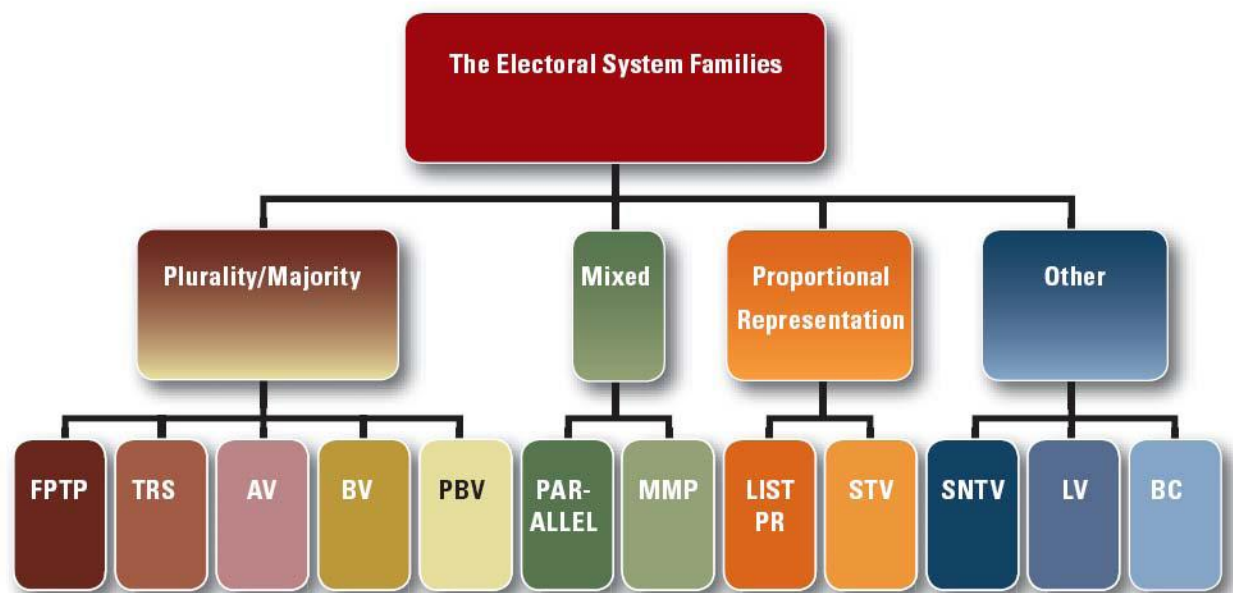 The Electoral System Families
Plurality/Majority
Mixed
Proportional
Representation
Other
FPTP
TRS
AV
BV
PBV
PAR-
ALLEL
MMP
LIST
PR
STV
SNTV
LV
BC